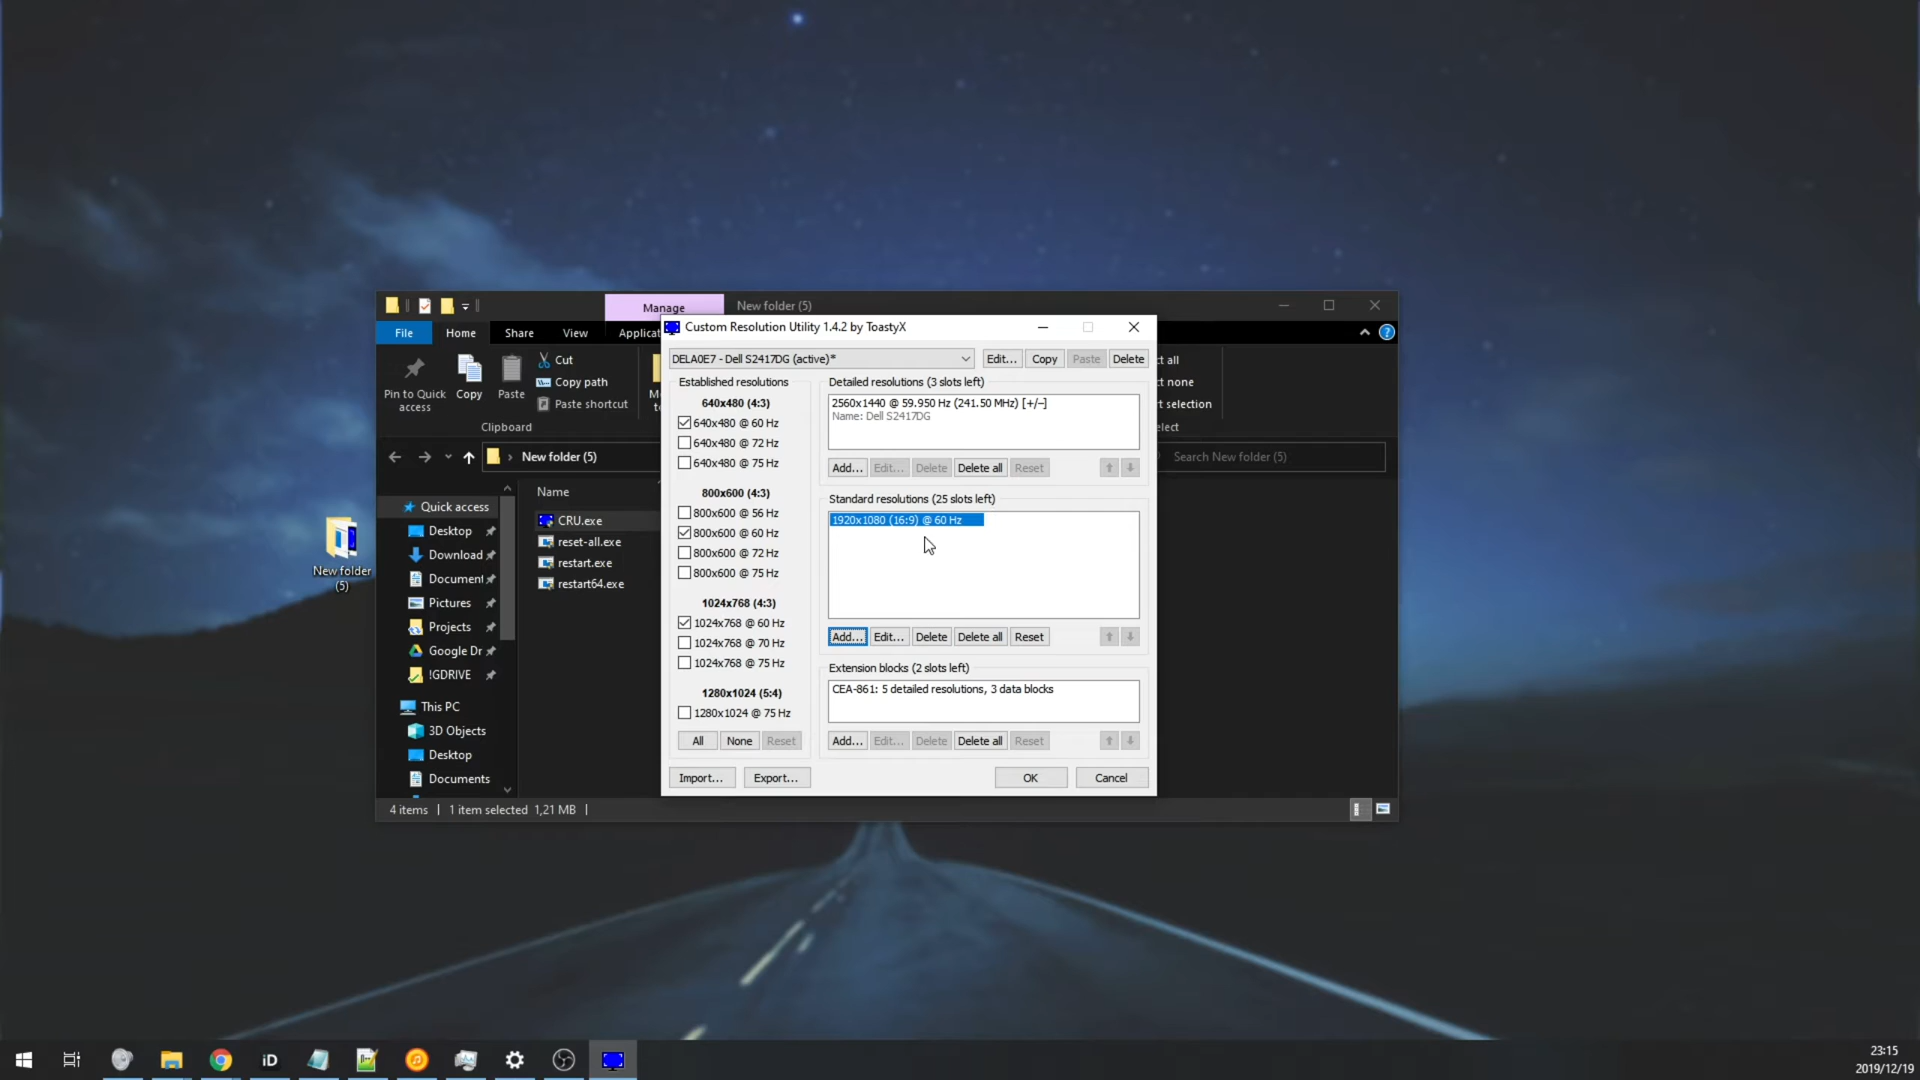 Manage
New folder (5)
File
Home
Share
View
Applicat
Custom Resolution Utility 1.4.2 by ToastyX
Pin to Quick
access
Copy
Paste
Cut
Copy path
Paste shortcut
Clipboard
ct all
ct none
rt selection
elect
New folder (5)
Search New folder (5)
Quick access
Desktop
Download
Document
Pictures
Projects
Google Dr
!GDRIVE
This PC
3D Objects
Desktop
Documents
Name
CRU.exe
reset-all.exe
restart.exe
restart64.exe
4 items
1 item selected 1,21 MB
DELA0E7 - Dell S2417DG (active)*
Edit...
Copy
Paste
Delete
Established resolutions
640x480 (4:3)
640x480 @ 60 Hz
640x480 @ 72 Hz
640x480 @ 75 Hz
800x600 (4:3)
800x600 @ 56 Hz
800x600 @ 60 Hz
800x600 @ 72 Hz
800x600 @ 75 Hz
1024x768 (4:3)
1024x768 @ 60 Hz
1024x768 @ 70 Hz
1024x768 @ 75 Hz
1280x1024 (5:4)
1280x1024 @ 75 Hz
All
None
Reset
Detailed resolutions (3 slots left)
2560x1440 @ 59.950 Hz (241.50 MHz) [+/-]
Name: Dell S2417DG
Add...
Edit...
Delete
Delete all
Reset
Standard resolutions (25 slots left)
1920x1080 (16:9) @ 60 Hz
Add...
Edit...
Delete
Delete all
Reset
Extension blocks (2 slots left)
CEA-861: 5 detailed resolutions, 3 data blocks
Add...
Edit...
Delete
Delete all
Reset
Import...
Export...
OK
Cancel
New folder
(5)
iD
23:15
2019/12/19